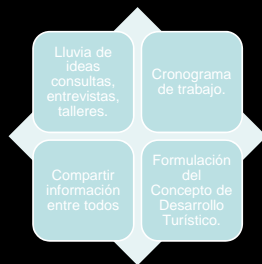 Lluvia de
ideas
consultas,
entrevistas,
talleres.
Cronograma
de trabajo.
Compartir
información
entre todos
Formulación
del
Concepto de
Desarrollo
Turístico.